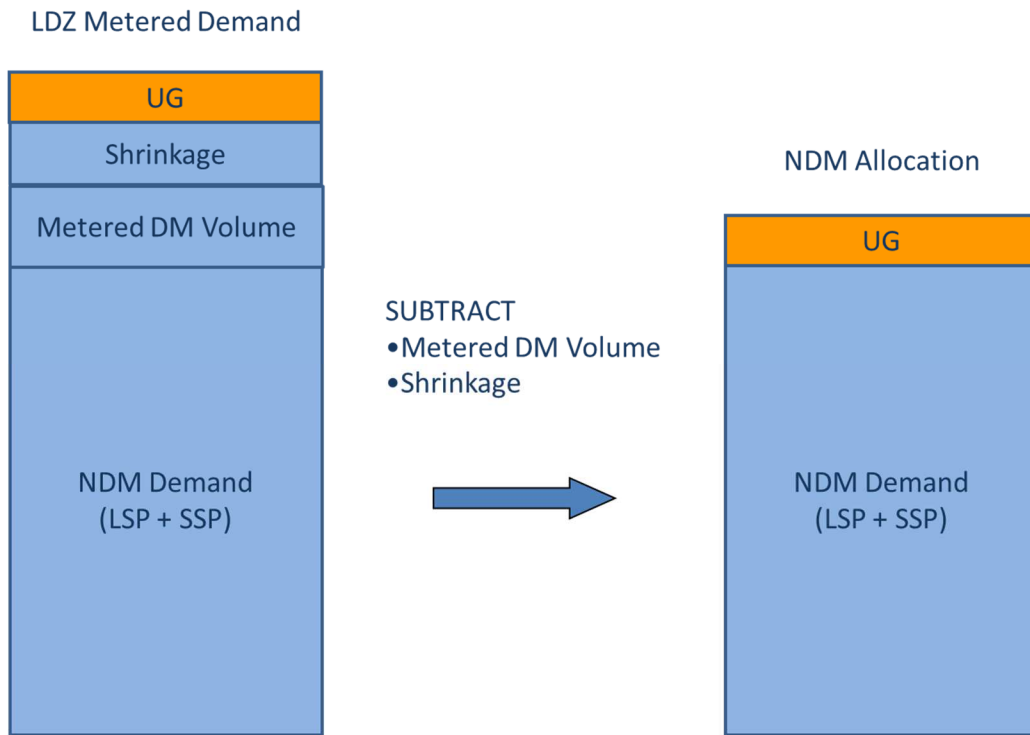 LDZ Metered Demand
UG
Shrinkage
Metered DM Volume
NDM Demand
(LSP + SSP)
SUBTRACT
•Metered DM Volume
•Shrinkage
NDM Allocation
UG
NDM Demand
(LSP + SSP)